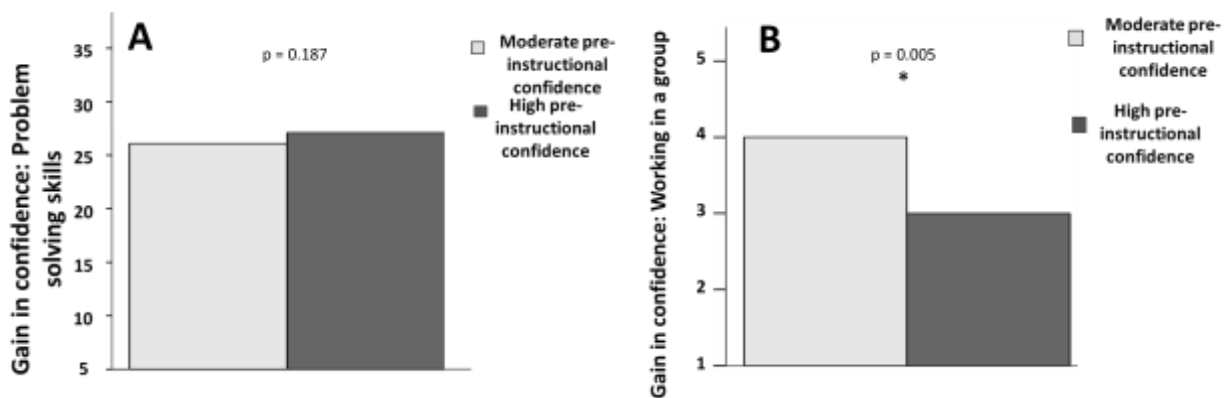 A
p = 0.187
Moderate pre-
instructional
confidence
High pre-
instructional
confidence
Gain in confidence: Problem
solving skills
35
30
25
20
15
10
5
B
p = 0.005
*
Moderate pre-
instructional
confidence
High pre-
instructional
confidence
Gain in confidence: Working in a group
5
4
3
2
1